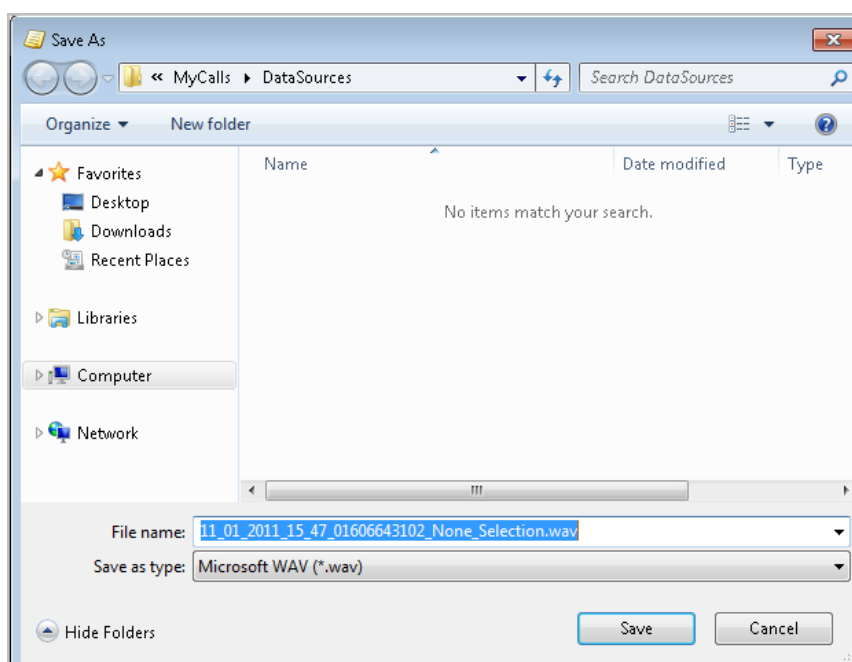 Save As
« MyCalls ▸ DataSources
Search DataSources
Organize
New folder
Name
Date modified
Type
No items match your search.
Favorites
Desktop
Downloads
Recent Places
Libraries
Computer
Network
File name: 11_01_2011_15_47_01606643102_None_Selection.wav
Save as type: Microsoft WAV (*.wav)
Hide Folders
Save
Cancel